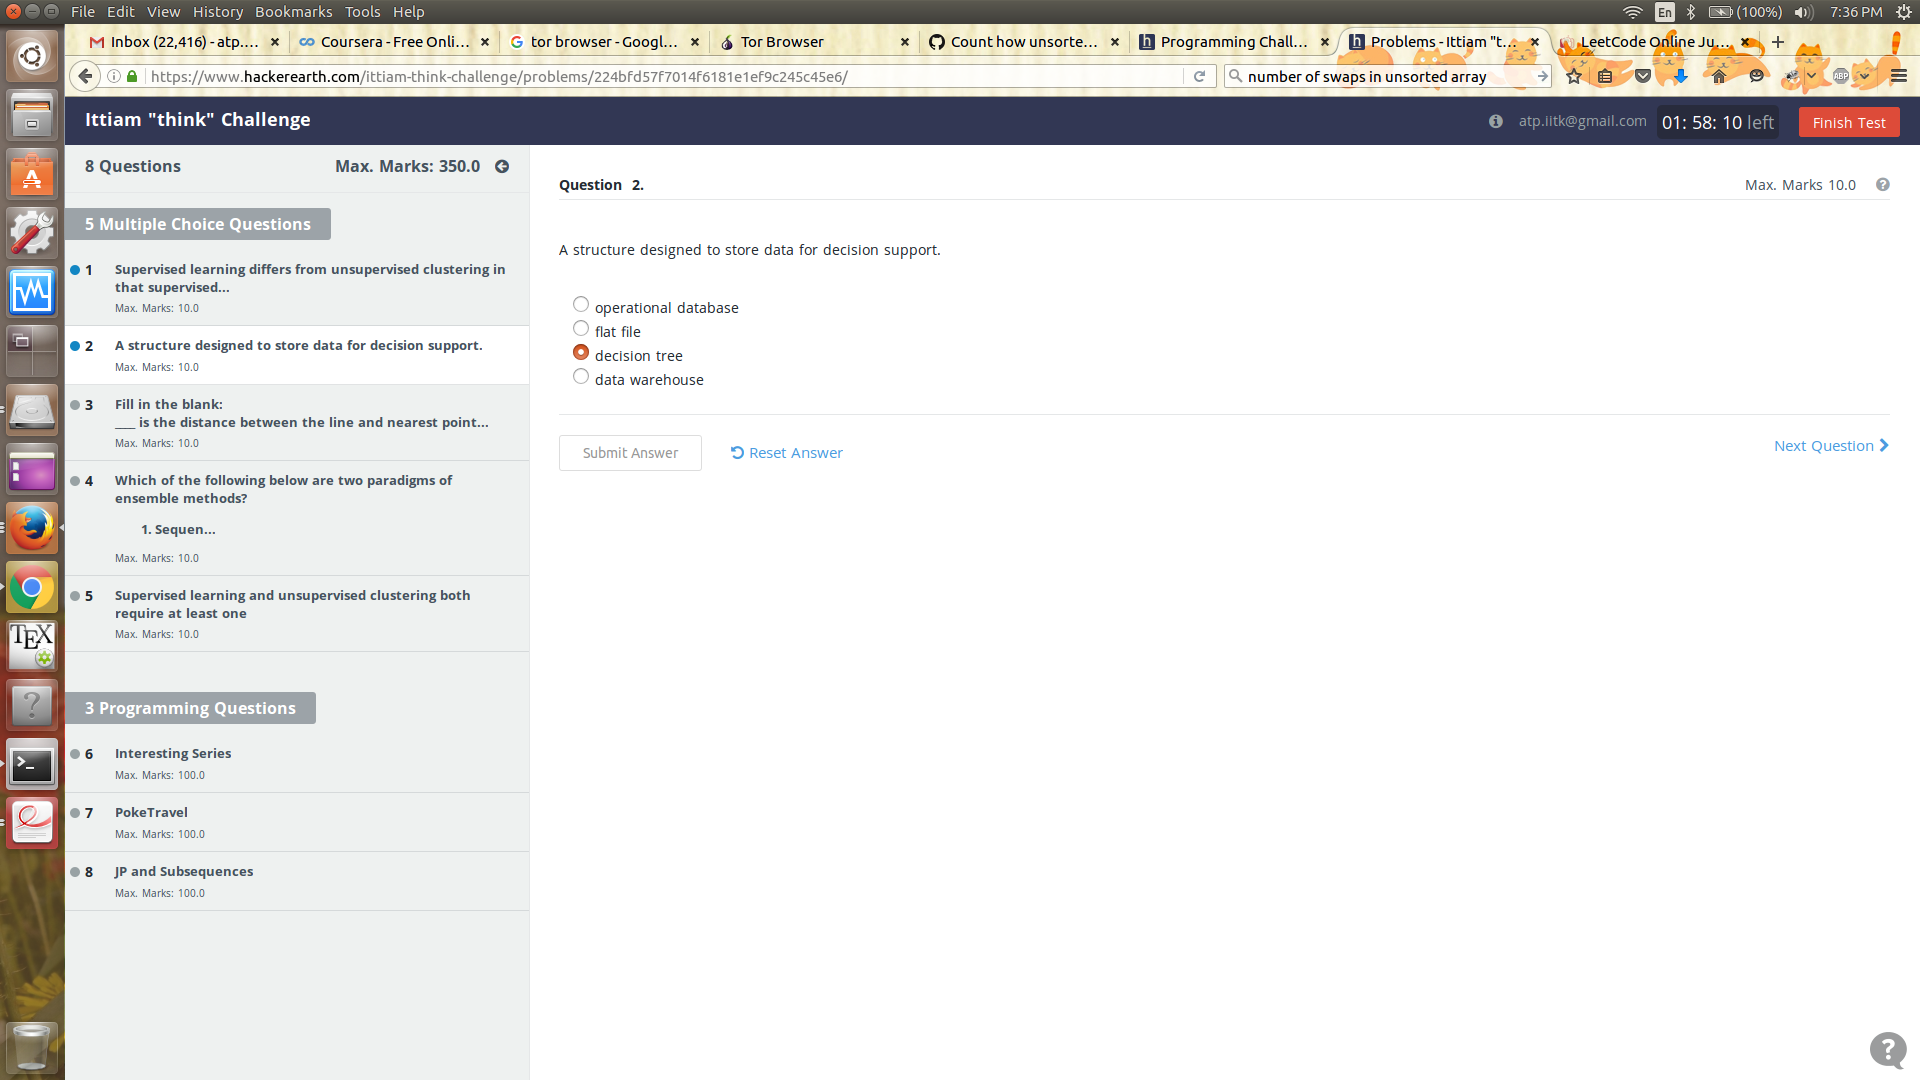 File Edit View History Bookmarks Tools Help
En
(100%)
7:36 PM
Inbox (22,416) - atp....
Coursera - Free Onli...
tor browser - Googl...
Tor Browser
Count how unsorte...
Programming Chall...
Problems - Ittiam "t...
LeetCode Online Ju...
https://www.hackerearth.com/ittiam-think-challenge/problems/224bfd57f7014f6181e1ef9c245c45e6/
number of swaps in unsorted array
ABP
Ittiam "think" Challenge
atp.iitk@gmail.com
01: 58: 10 left
Finish Test
8 Questions
Max. Marks: 350.0
5 Multiple Choice Questions
1 Supervised learning differs from unsupervised clustering in
that supervised...
Max. Marks: 10.0
2 A structure designed to store data for decision support.
Max. Marks: 10.0
3 Fill in the blank:
___ is the distance between the line and nearest point...
Max. Marks: 10.0
4 Which of the following below are two paradigms of
ensemble methods?
1. Sequen...
Max. Marks: 10.0
5 Supervised learning and unsupervised clustering both
require at least one
Max. Marks: 10.0
3 Programming Questions
6 Interesting Series
Max. Marks: 100.0
7 PokeTravel
Max. Marks: 100.0
8 JP and Subsequences
Max. Marks: 100.0
Question 2.
Max. Marks 10.0
A structure designed to store data for decision support.
operational database
flat file
decision tree
data warehouse
Submit Answer
Reset Answer
Next Question
TEX